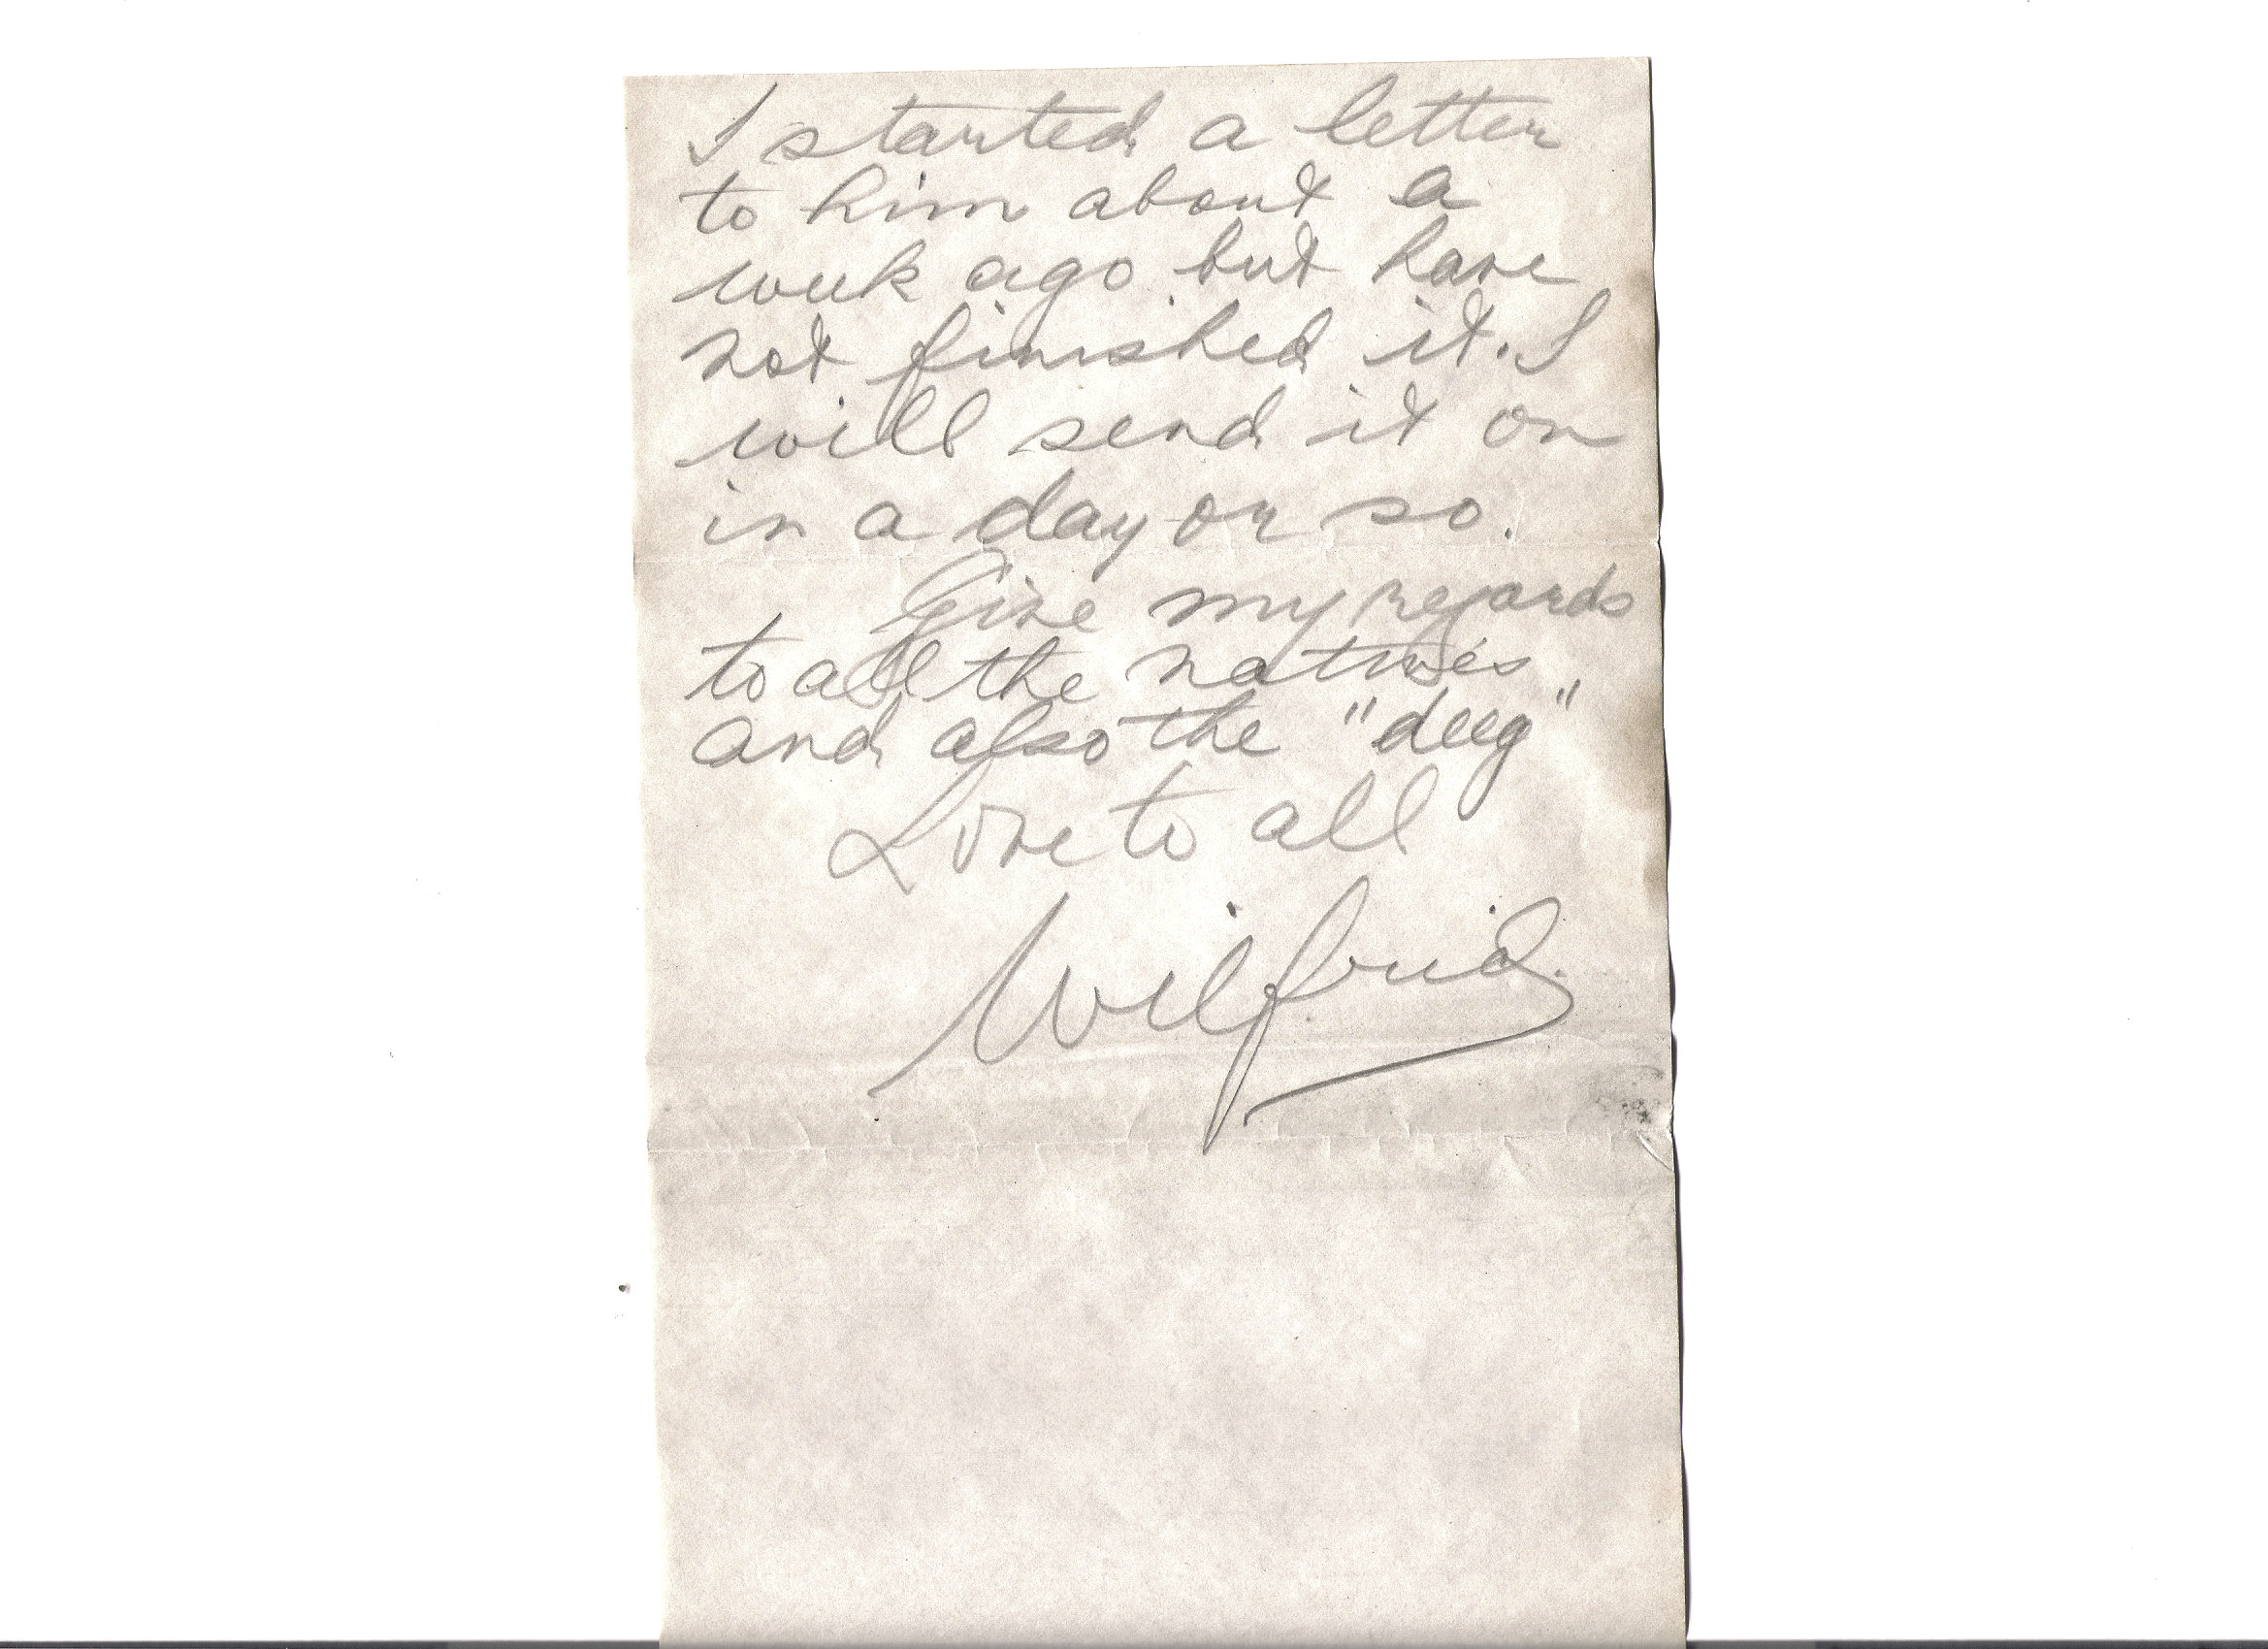 I started a letter
to him about a
week ago but have
not finished it. I
will send it on
in a day or so.
Give my regards
to all the natives
and also the "deeg"
Love to all
Wilfrid.